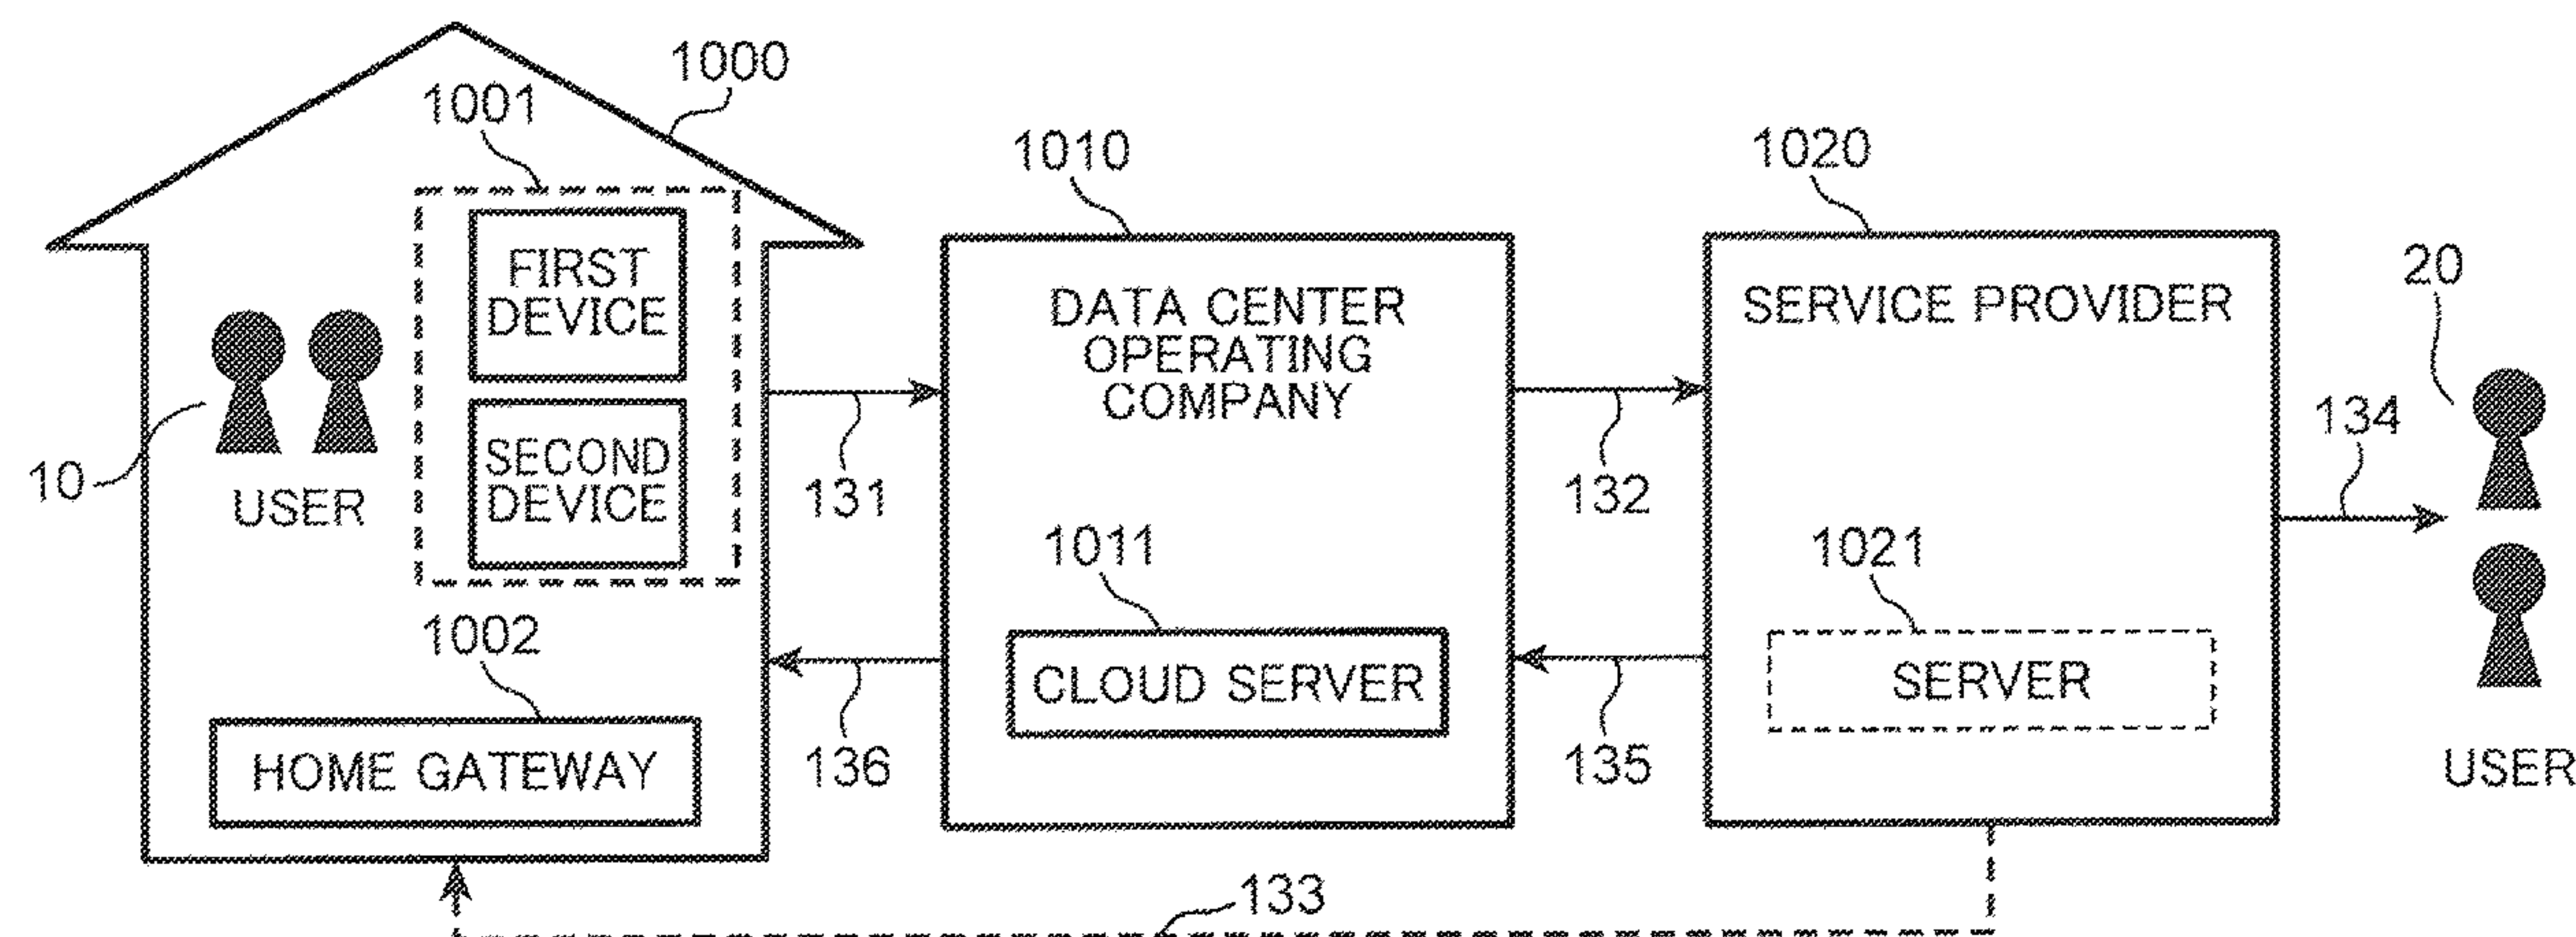 1000
1001
1010
1020
FIRST
DEVICE
DATA CENTER
OPERATING
COMPANY
SERVICE PROVIDER
20
134
10
USER
SECOND
DEVICE
131
132
1002
1011
1021
HOME GATEWAY
CLOUD SERVER
SERVER
136
135
USER
133